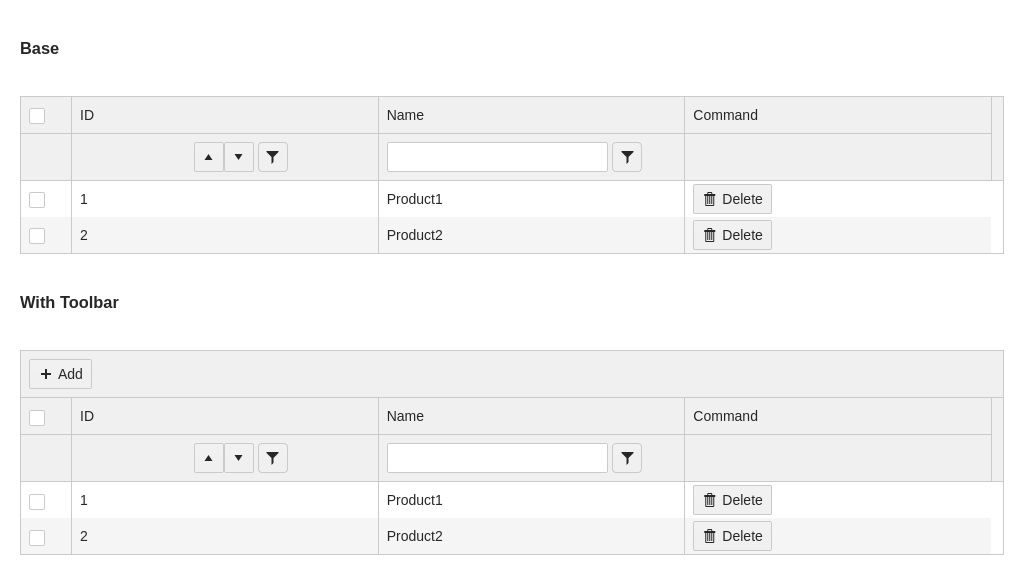 Base
ID Name Command
1 Product1 Delete
2 Product2 Delete
With Toolbar
Add
ID Name Command
1 Product1 Delete
2 Product2 Delete